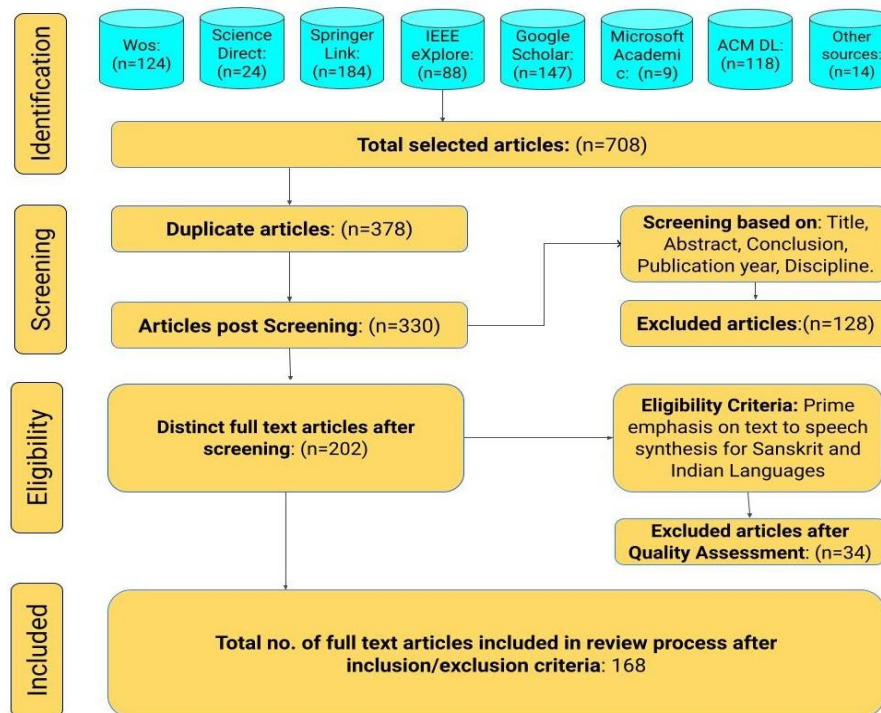 Identification
Wos:
(n=124)
Science
Direct:
(n=24)
Springer
Link:
(n=184)
IEEE
eXplore:
(n=88)
Google
Scholar:
(n=147)
Microsoft
Academi
c: (n=9)
ACM DL:
(n=118)
Other
sources:
(n=14)
Total selected articles: (n=708)
Screening
Duplicate articles: (n=378)
Screening based on: Title,
Abstract, Conclusion,
Publication year, Discipline.
Articles post Screening: (n=330)
Excluded articles:(n=128)
Eligibility
Distinct full text articles after
screening: (n=202)
Eligibility Criteria: Prime
emphasis on text to speech
synthesis for Sanskrit and
Indian Languages
Excluded articles after
Quality Assessment: (n=34)
Included
Total no. of full text articles included in review process after
inclusion/exclusion criteria: 168